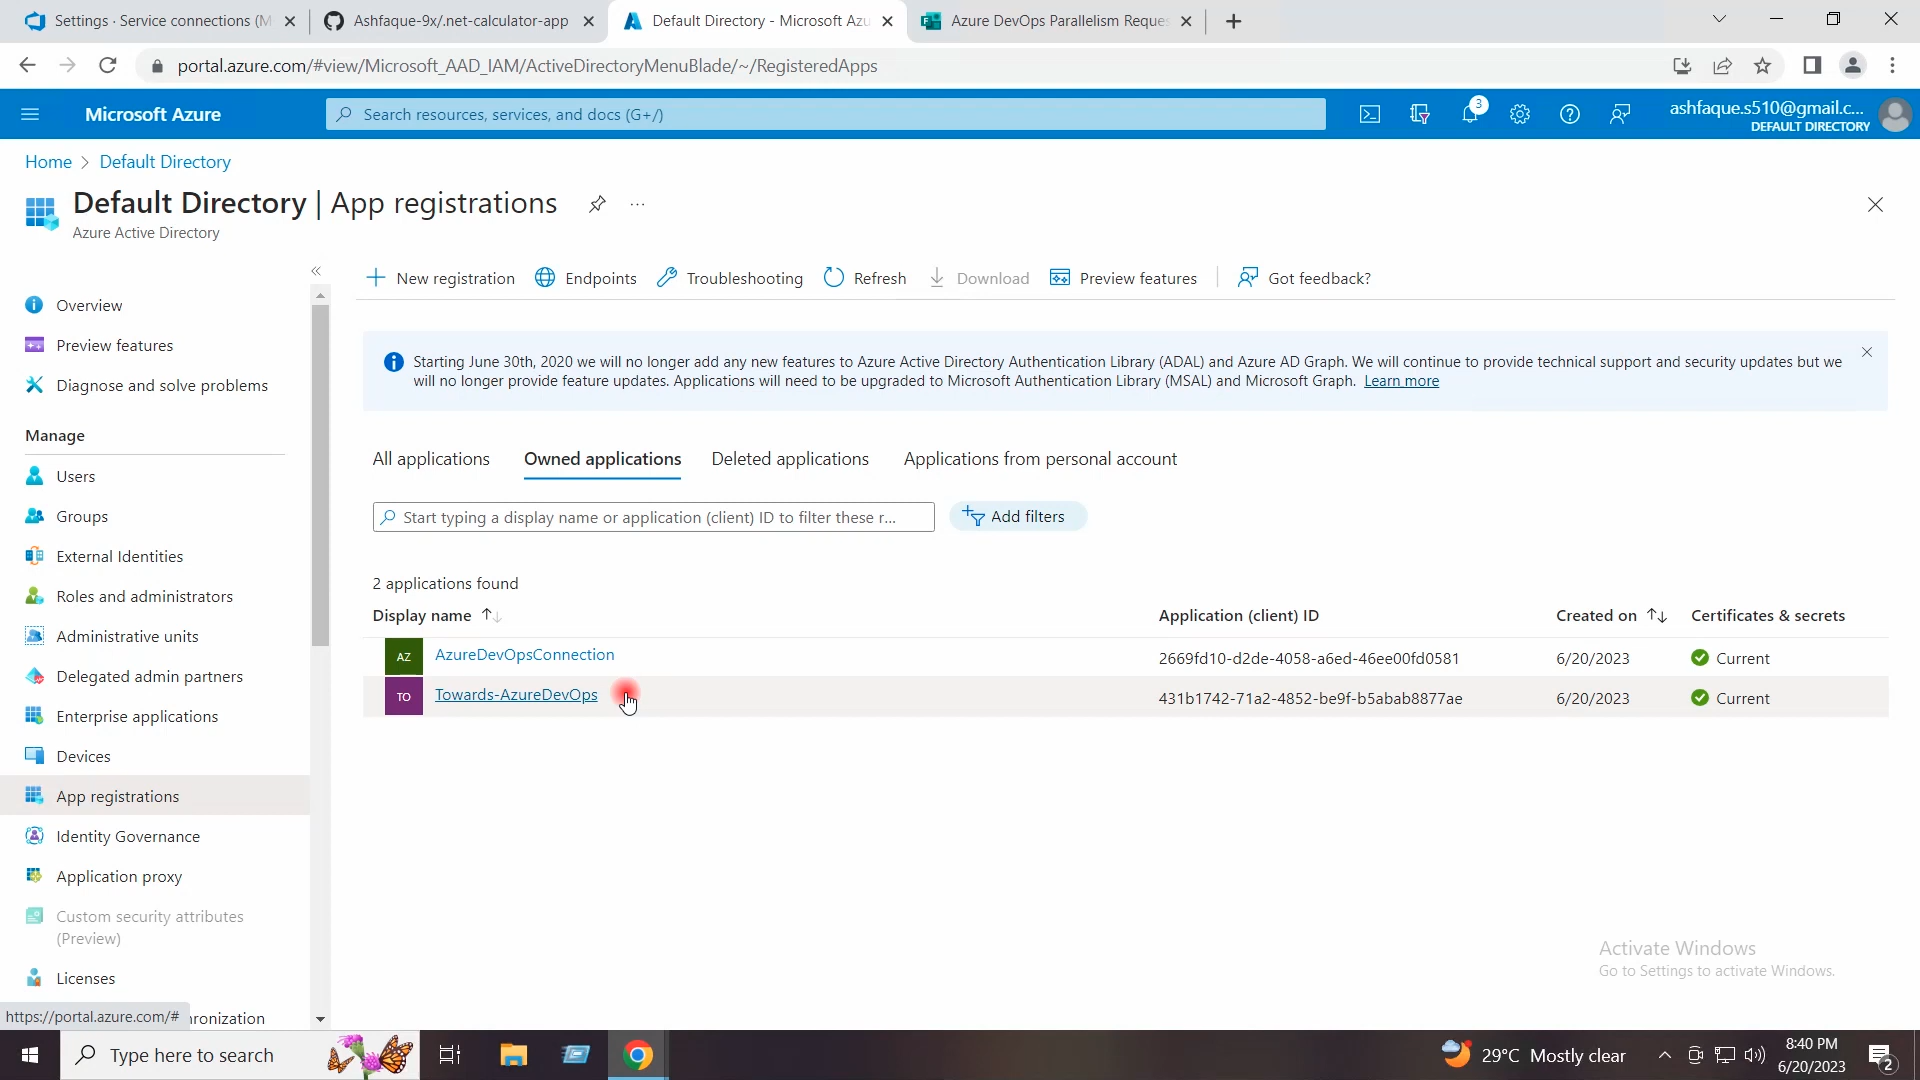 Settings · Service connections (M
Ashfaque-9x/.net-calculator-app
Default Directory - Microsoft Azu
Azure DevOps Parallelism Reques
portal.azure.com/#view/Microsoft_AAD_IAM/ActiveDirectoryMenuBlade/~/RegisteredApps
Microsoft Azure
Search resources, services, and docs (G+/)
3
ashfaque.s510@gmail.c...
DEFAULT DIRECTORY
Home > Default Directory
Default Directory | App registrations
...
Azure Active Directory
«
New registration
Endpoints
Troubleshooting
Refresh
Download
Preview features
Got feedback?
Overview
Preview features
Diagnose and solve problems
Manage
Users
Groups
External Identities
Roles and administrators
Administrative units
Delegated admin partners
Enterprise applications
Devices
App registrations
Identity Governance
Application proxy
Custom security attributes
(Preview)
Licenses
hronization
https://portal.azure.com/#
Starting June 30th, 2020 we will no longer add any new features to Azure Active Directory Authentication Library (ADAL) and Azure AD Graph. We will continue to provide technical support and security updates but we
will no longer provide feature updates. Applications will need to be upgraded to Microsoft Authentication Library (MSAL) and Microsoft Graph. Learn more
All applications
Owned applications
Deleted applications
Applications from personal account
Start typing a display name or application (client) ID to filter these r...
Add filters
2 applications found
Display name
Application (client) ID
Created on
Certificates & secrets
AZ
AzureDevOpsConnection
2669fd10-d2de-4058-a6ed-46ee00fd0581
6/20/2023
Current
TO
Towards-AzureDevOps
431b1742-71a2-4852-be9f-b5abab8877ae
6/20/2023
Current
Activate Windows
Go to Settings to activate Windows.
Type here to search
29°C Mostly clear
8:40 PM
6/20/2023
2